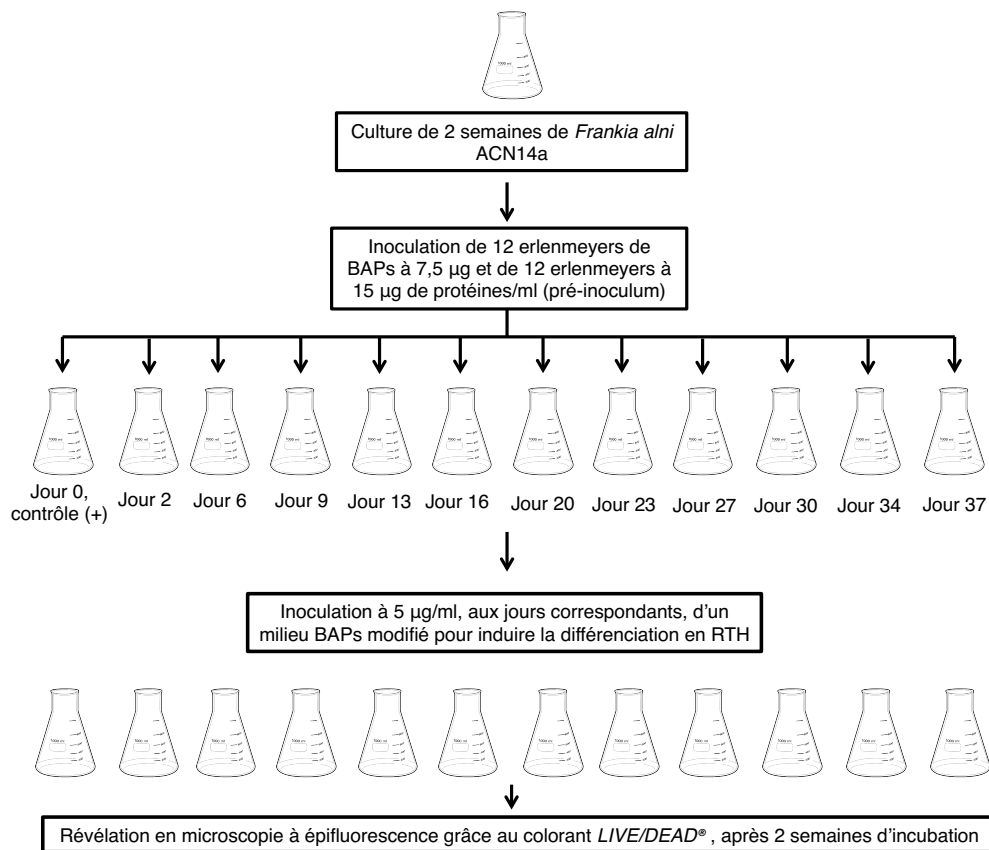 Culture de 2 semaines de Frankia alni
ACN14a
Inoculation de 12 erlenmeyers de
BAPs à 7,5 µg et de 12 erlenmeyers à
15 µg de protéines/ml (pré-inoculum)
Jour 0,
contrôle (+)
Jour 2
Jour 6
Jour 9
Jour 13
Jour 16
Jour 20
Jour 23
Jour 27
Jour 30
Jour 34
Jour 37
Inoculation à 5 µg/ml, aux jours correspondants, d’un
milieu BAPs modifié pour induire la différenciation en RTH
Révélation en microscopie à épifluorescence grâce au colorant LIVE/DEAD® , après 2 semaines d’incubation